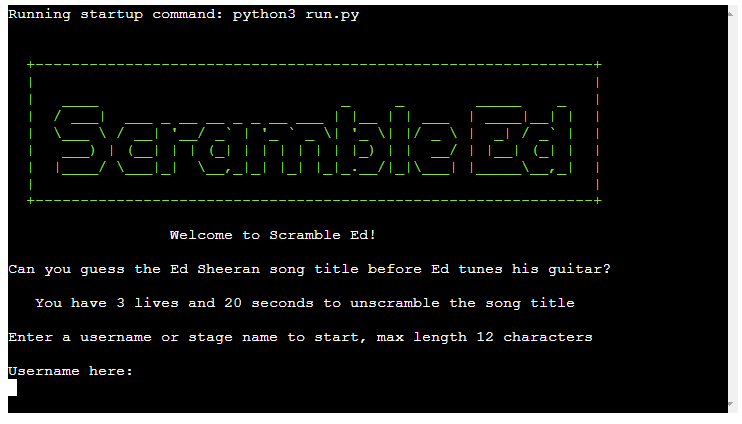 Running startup command: python3 run.py
Scramble Ed
Welcome to Scramble Ed!
Can you guess the Ed Sheeran song title before Ed tunes his guitar?
You have 3 lives and 20 seconds to unscramble the song title
Enter a username or stage name to start, max length 12 characters
Username here: